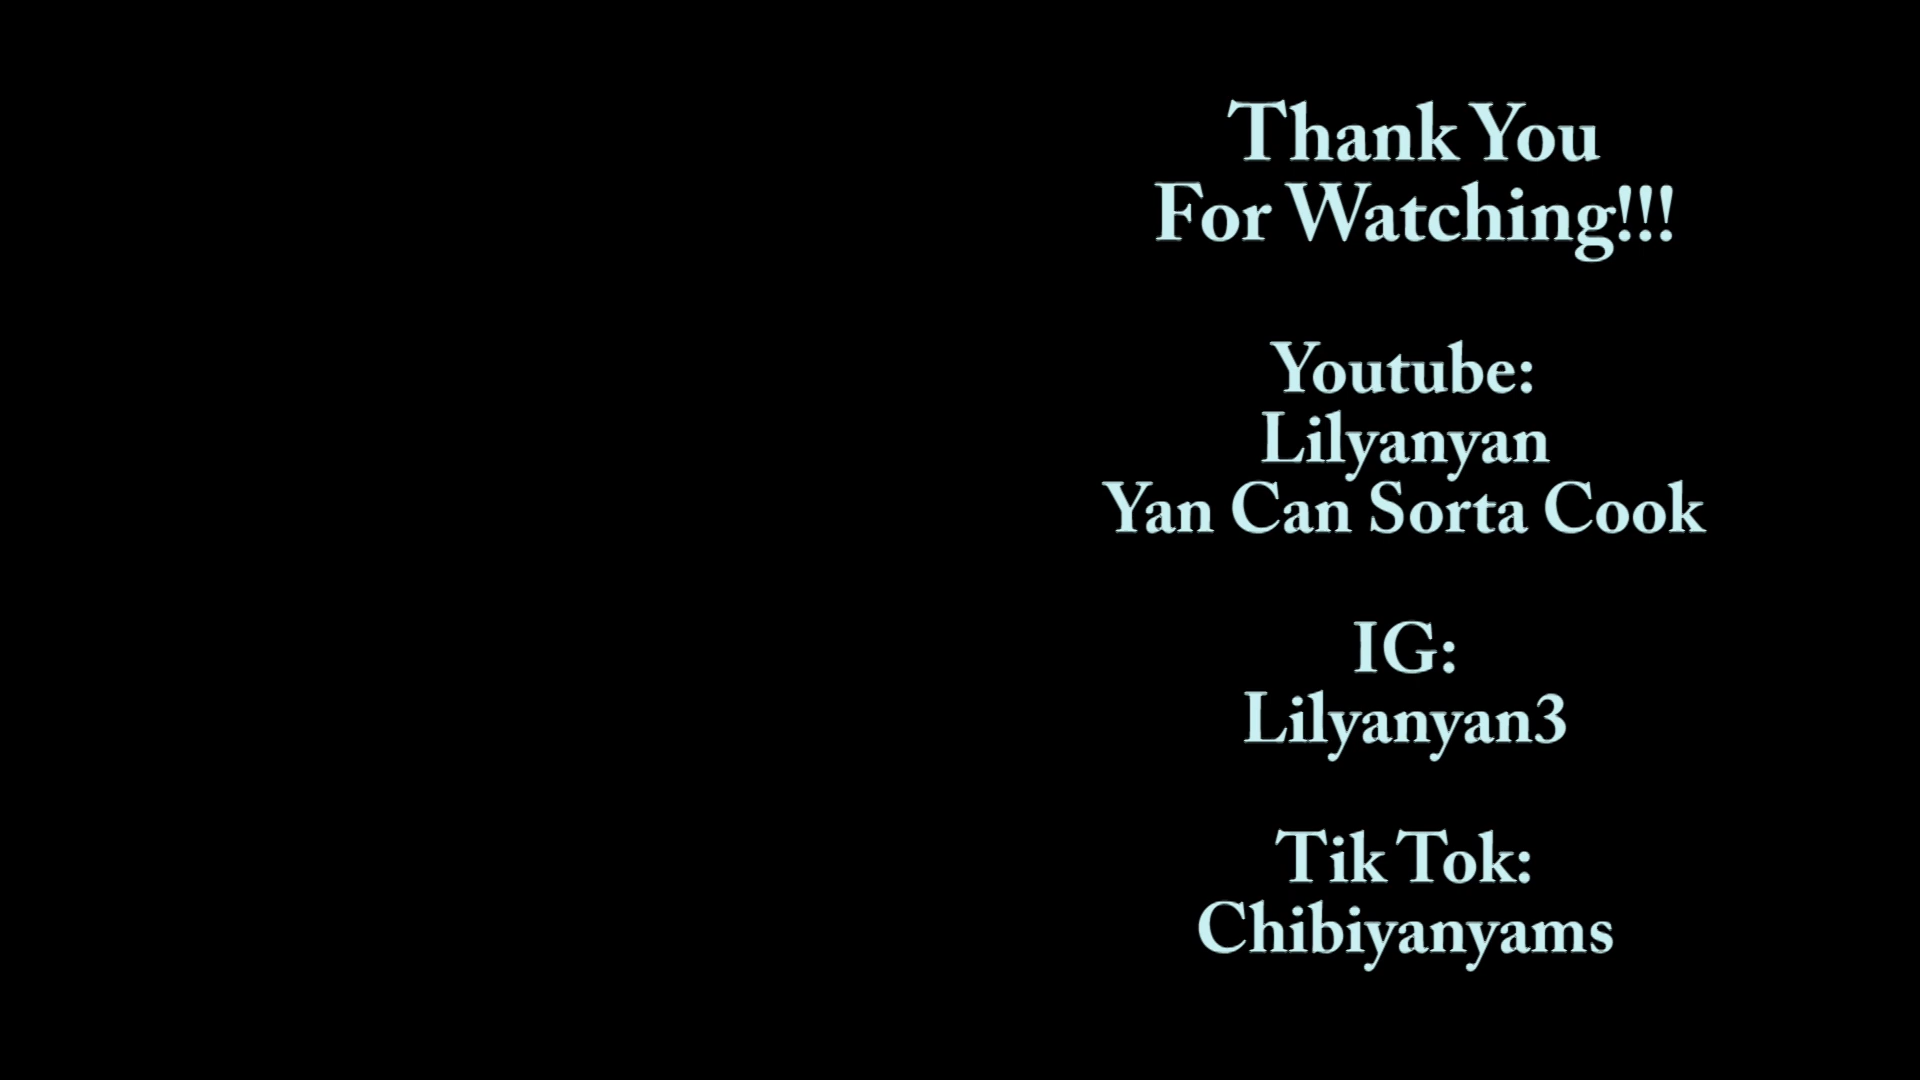 Thank You
For Watching!!!
Youtube:
Lilyanyan
Yan Can Sorta Cook
IG:
Lilyanyan3
Tik Tok:
Chibiyanyams